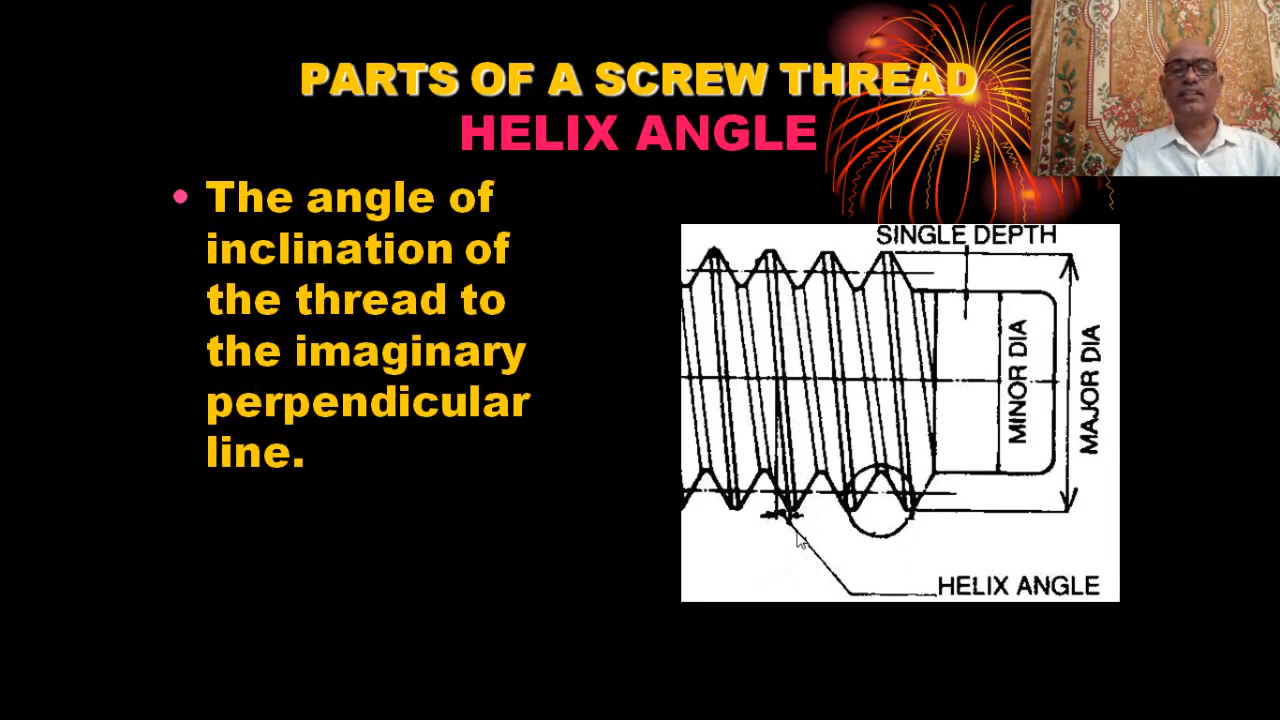 PARTS OF A SCREW THREAD
HELIX ANGLE
• The angle of
inclination of
the thread to
the imaginary
perpendicular
line.
SINGLE DEPTH
MINOR DIA
MAJOR DIA
HELIX ANGLE